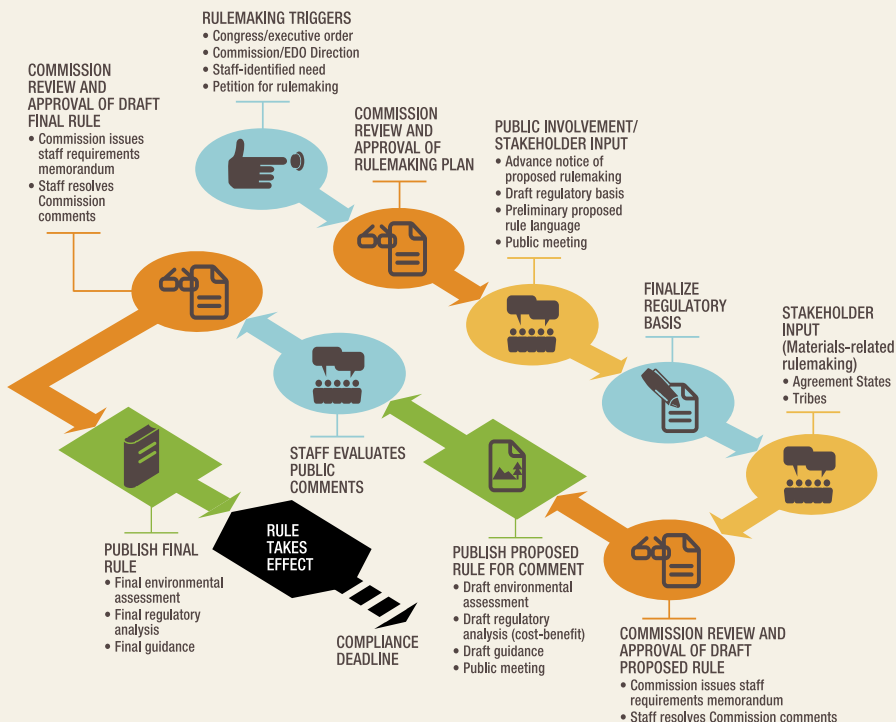 RULEMAKING TRIGGERS
• Congress/executive order
• Commission/EDO Direction
• Staff-identified need
• Petition for rulemaking
COMMISSION
REVIEW AND
APPROVAL OF
RULEMAKING PLAN
PUBLIC INVOLVEMENT/
STAKEHOLDER INPUT
• Advance notice of
proposed rulemaking
• Draft regulatory basis
• Preliminary proposed
rule language
• Public meeting
FINALIZE
REGULATORY
BASIS
STAKEHOLDER
INPUT
(Materials-related
rulemaking)
• Agreement States
• Tribes
COMMISSION REVIEW AND
APPROVAL OF DRAFT
PROPOSED RULE
• Commission issues staff
requirements memorandum
• Staff resolves Commission comments
PUBLISH PROPOSED
RULE FOR COMMENT
• Draft environmental
assessment
• Draft regulatory
analysis (cost-benefit)
• Draft guidance
• Public meeting
STAFF EVALUATES
PUBLIC
COMMENTS
COMMISSION
REVIEW AND
APPROVAL OF DRAFT
FINAL RULE
• Commission issues
staff requirements
memorandum
• Staff resolves
Commission
comments
PUBLISH FINAL
RULE
• Final environmental
assessment
• Final regulatory
analysis
• Final guidance
RULE
TAKES
EFFECT
COMPLIANCE
DEADLINE